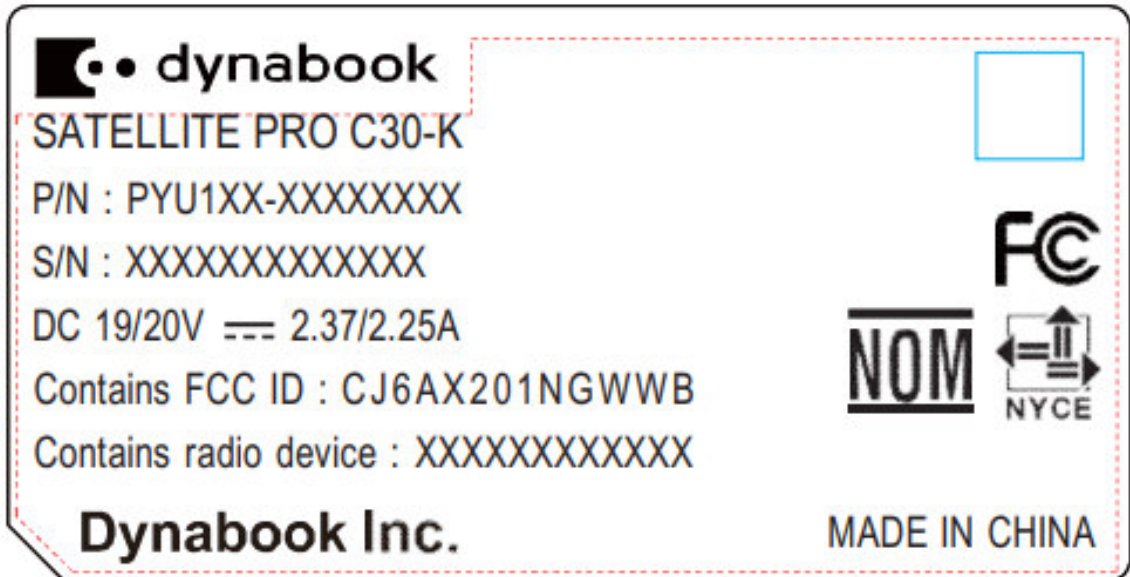 dynabook
SATELLITE PRO C30-K
P/N : PYU1XX-XXXXXXXX
S/N : XXXXXXXXXXXXX
DC 19/20V ⎓ 2.37/2.25A
Contains FCC ID : CJ6AX201NGWWB
Contains radio device : XXXXXXXXXXXX
FC
NOM
NYCE
Dynabook Inc.
MADE IN CHINA